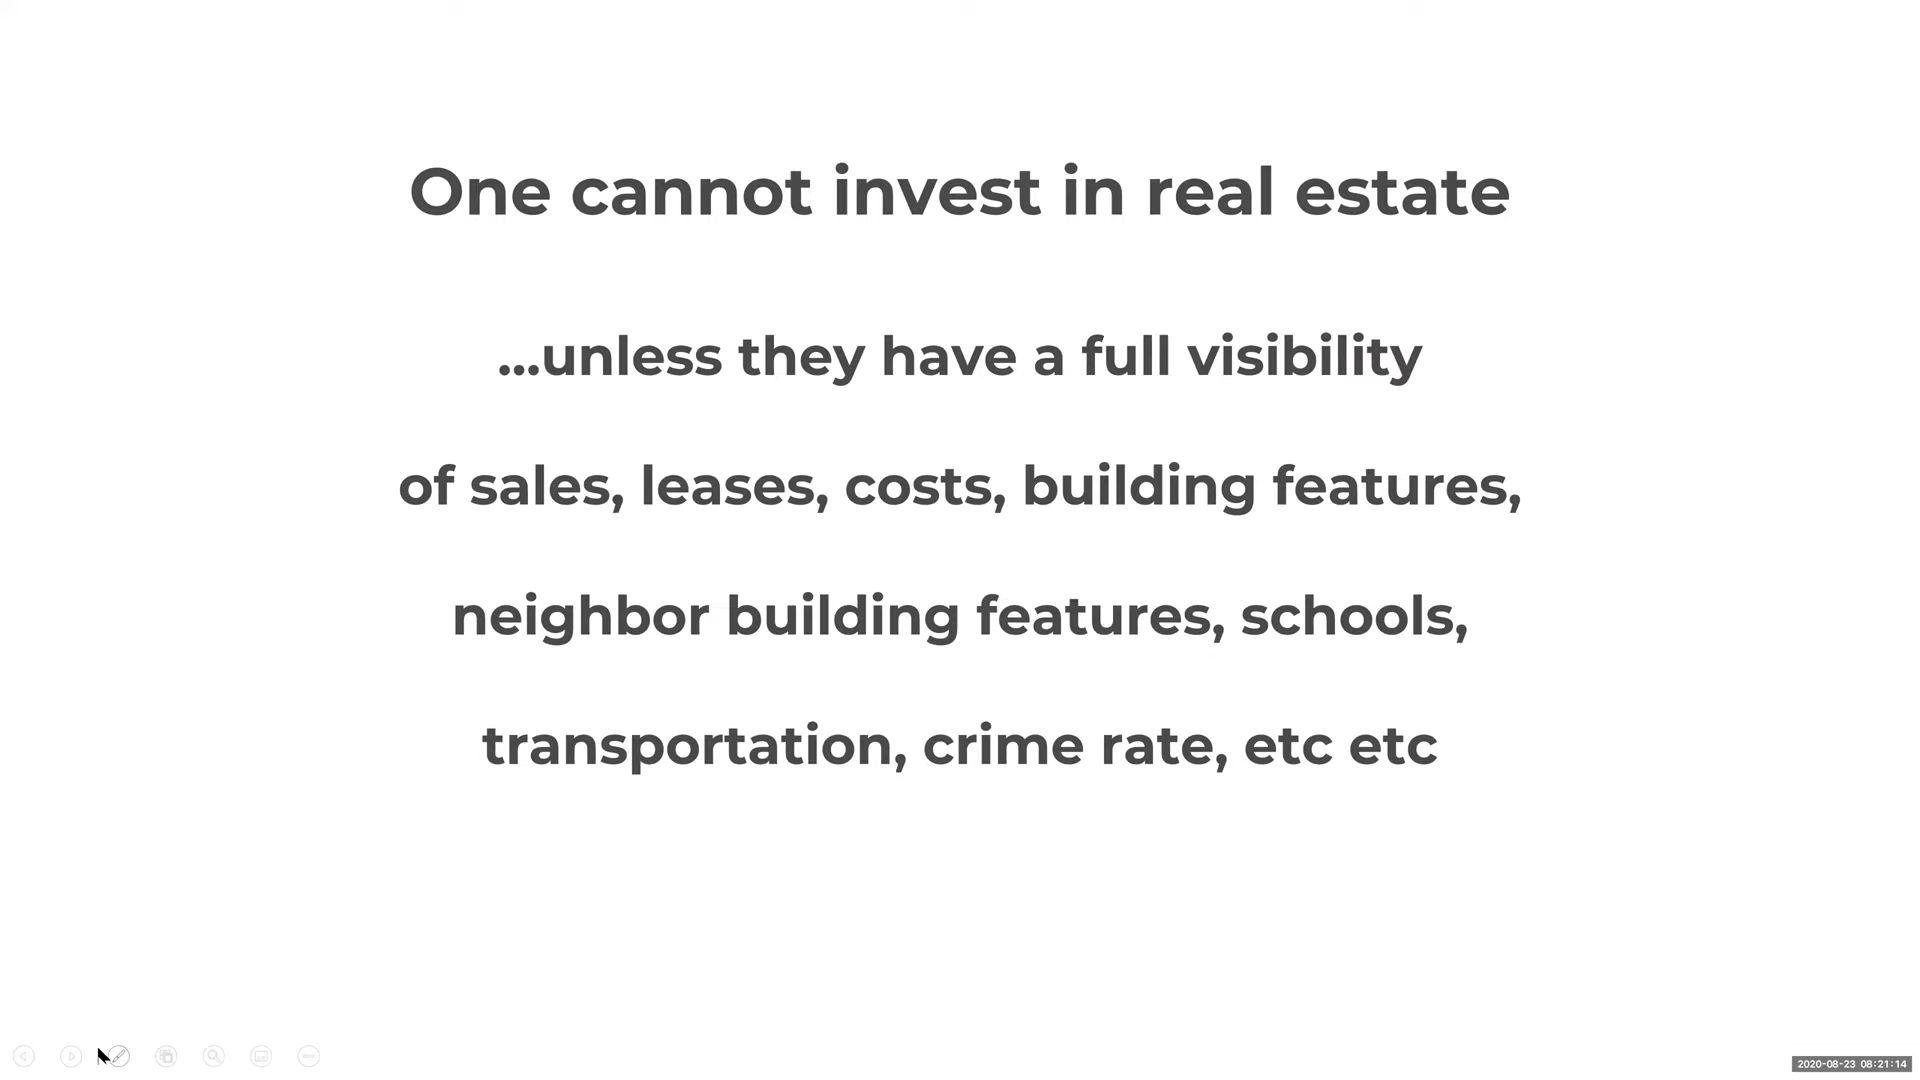 One cannot invest in real estate
...unless they have a full visibility
of sales, leases, costs, building features,
neighbor building features, schools,
transportation, crime rate, etc etc
2020-08-23 08:21:14